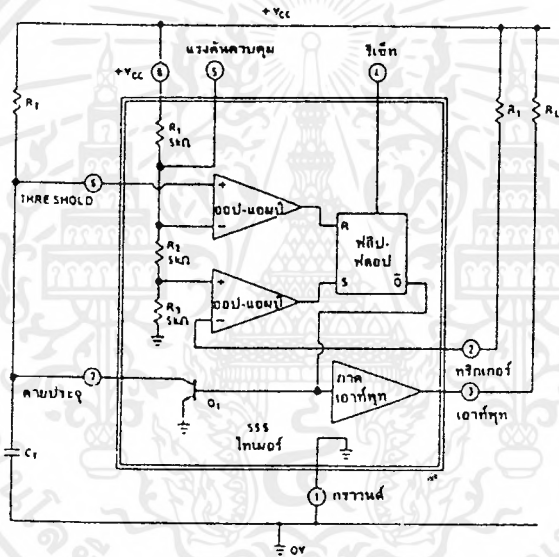 +Vcc
แรงดันควบคุม
รีเซ็ท
+Vcc
8
5
4
RT
R1
5kΩ
R1
RL
6
THRESHOLD
+
-
ออป-แอมป์
R
ฟลิป-
ฟลอป
R2
5kΩ
+
-
ออป-แอมป์
S
Q̄
R3
5kΩ
2
ทริกเกอร์
7
คายประจุ
Q1
ภาค
เอาท์พุท
3
เอาท์พุท
555
ไทเมอร์
CT
1
กราวนด์
0V